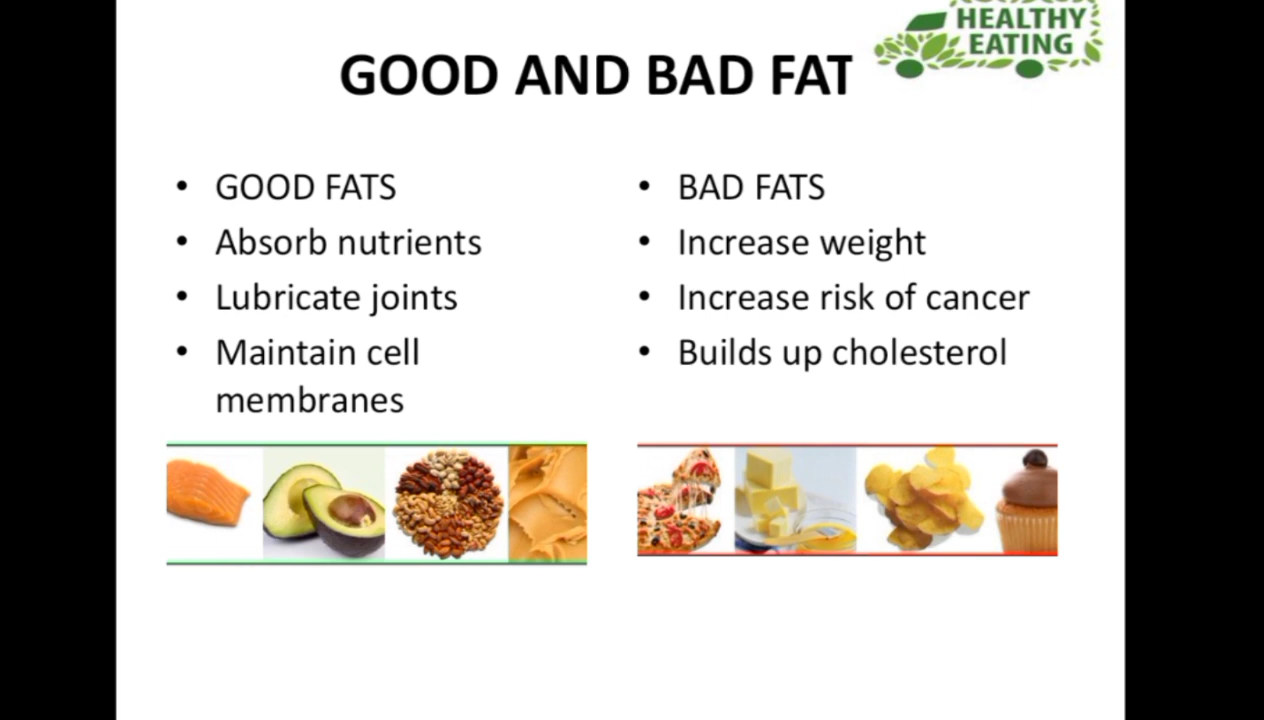 HEALTHY
EATING
GOOD AND BAD FAT
• GOOD FATS
• Absorb nutrients
• Lubricate joints
• Maintain cell
membranes
• BAD FATS
• Increase weight
• Increase risk of cancer
• Builds up cholesterol